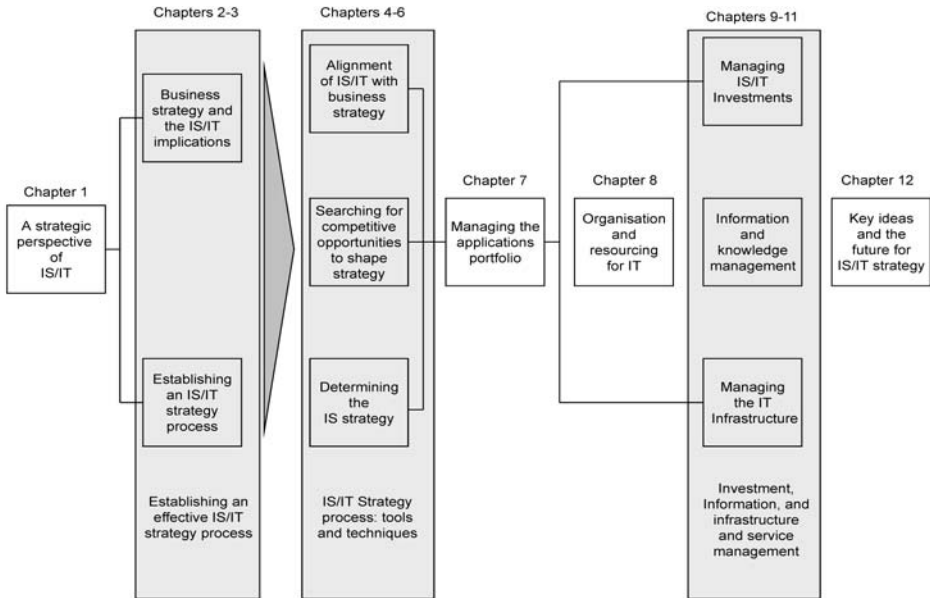 Chapters 2-3
Chapters 4-6
Chapters 9-11
Chapter 1
A strategic
perspective
of
IS/IT
Business
strategy and
the IS/IT
implications
Establishing
an IS/IT
strategy
process
Establishing an
effective IS/IT
strategy process
Alignment
of IS/IT with
business
strategy
Searching for
competitive
opportunities
to shape
strategy
Determining
the
IS strategy
IS/IT Strategy
process: tools
and techniques
Chapter 7
Managing the
applications
portfolio
Chapter 8
Organisation
and
resourcing
for IT
Managing
IS/IT
Investments
Information
and
knowledge
management
Managing
the IT
Infrastructure
Investment,
Information, and
infrastructure
and service
management
Chapter 12
Key ideas
and the
future for
IS/IT strategy